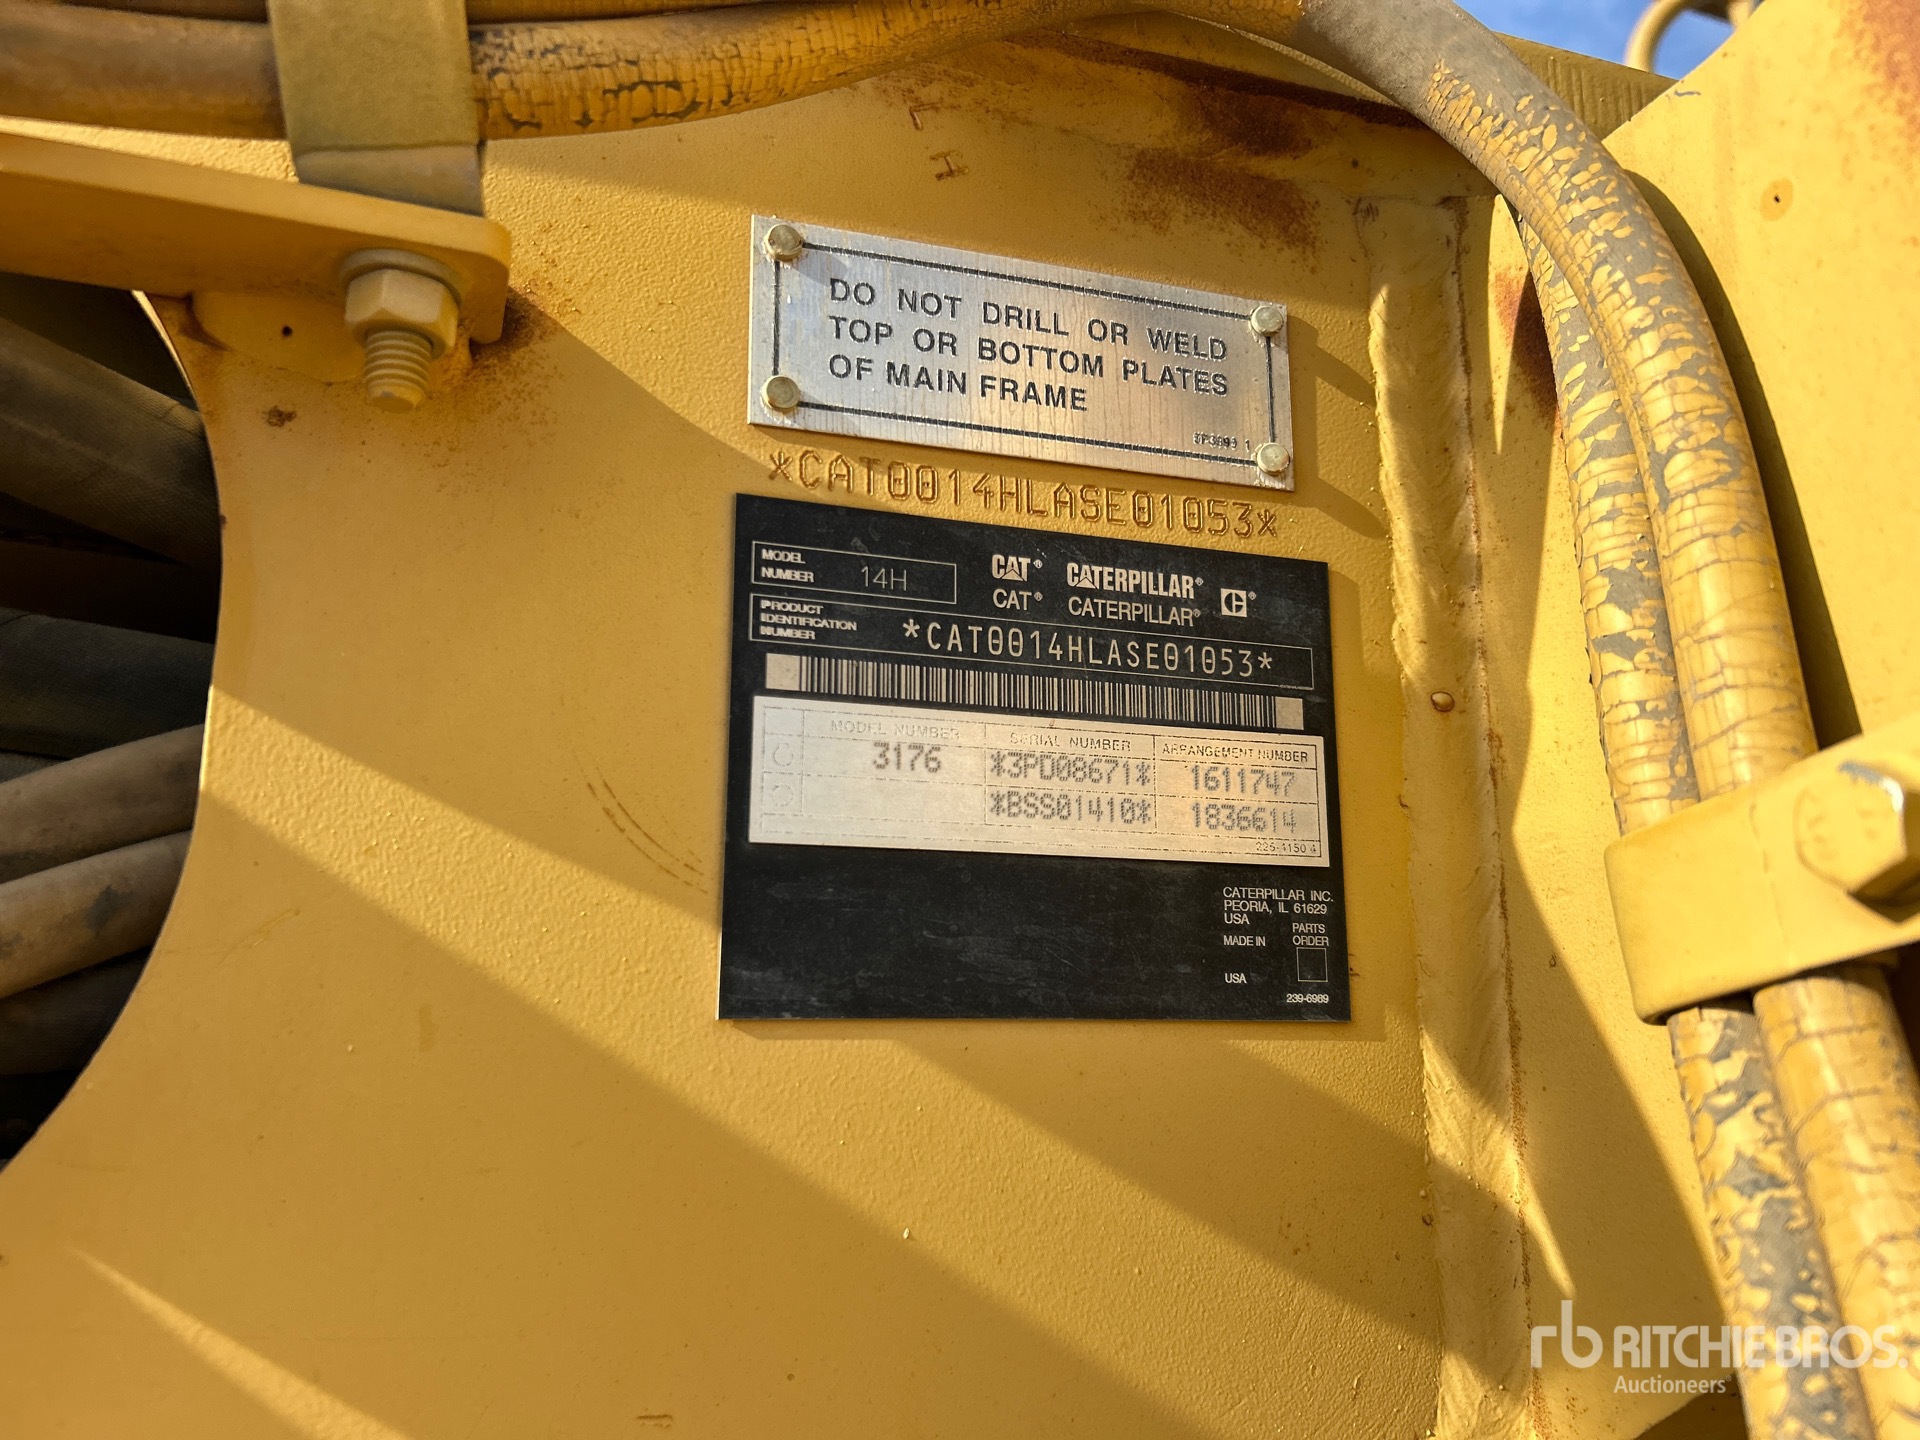 DO NOT DRILL OR WELD
TOP OR BOTTOM PLATES
OF MAIN FRAME
*CAT0014HLASE01053*
MODEL NUMBER 14H
CAT® CATERPILLAR®
CAT® CATERPILLAR®
PRODUCT IDENTIFICATION NUMBER *CAT0014HLASE01053*
MODEL NUMBER SERIAL NUMBER ARRANGEMENT NUMBER
3176 *3PD08671* 1611747
*BSS01410* 1836614
CATERPILLAR INC.
PEORIA, IL 61629
USA
MADE IN
USA
PARTS
ORDER
239-6989
rb RITCHIE BROS.
Auctioneers